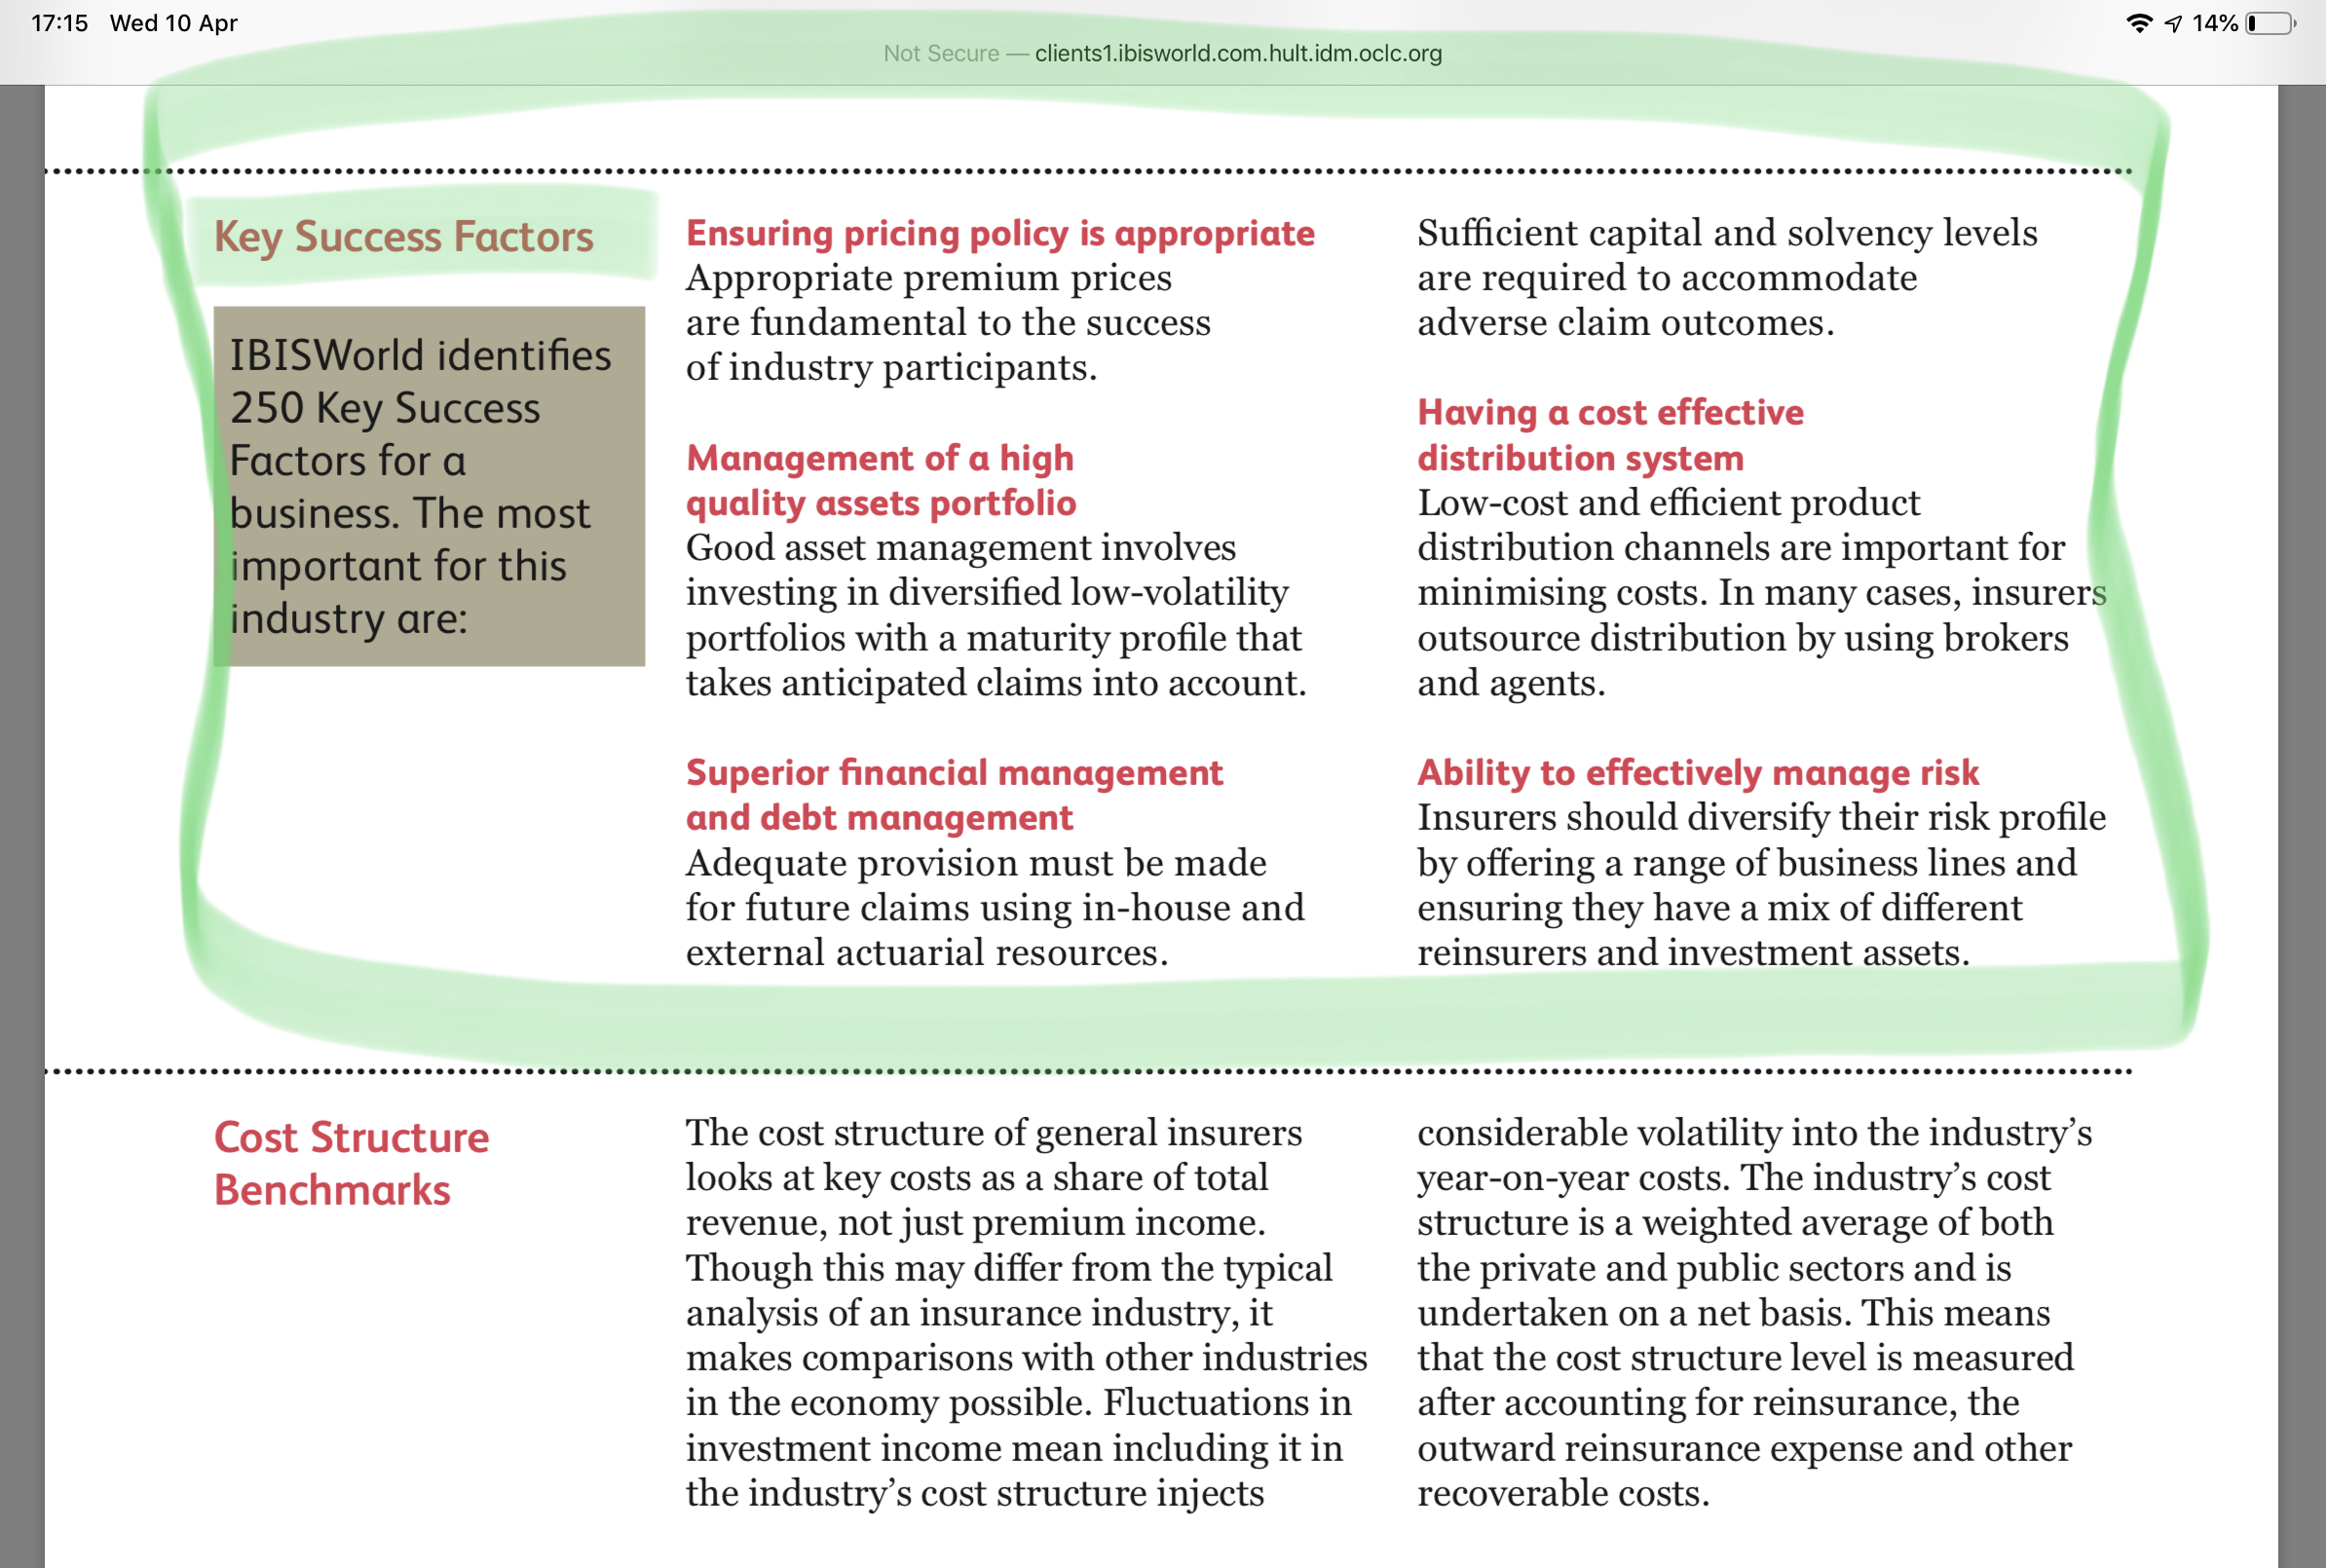 17:15 Wed 10 Apr
14%
Not Secure — clients1.ibisworld.com.hult.idm.oclc.org
Key Success Factors
IBISWorld identifies
250 Key Success
Factors for a
business. The most
important for this
industry are:
Ensuring pricing policy is appropriate
Appropriate premium prices
are fundamental to the success
of industry participants.
Management of a high
quality assets portfolio
Good asset management involves
investing in diversified low-volatility
portfolios with a maturity profile that
takes anticipated claims into account.
Superior financial management
and debt management
Adequate provision must be made
for future claims using in-house and
external actuarial resources.
Sufficient capital and solvency levels
are required to accommodate
adverse claim outcomes.
Having a cost effective
distribution system
Low-cost and efficient product
distribution channels are important for
minimising costs. In many cases, insurers
outsource distribution by using brokers
and agents.
Ability to effectively manage risk
Insurers should diversify their risk profile
by offering a range of business lines and
ensuring they have a mix of different
reinsurers and investment assets.
Cost Structure
Benchmarks
The cost structure of general insurers
looks at key costs as a share of total
revenue, not just premium income.
Though this may differ from the typical
analysis of an insurance industry, it
makes comparisons with other industries
in the economy possible. Fluctuations in
investment income mean including it in
the industry’s cost structure injects
considerable volatility into the industry’s
year-on-year costs. The industry’s cost
structure is a weighted average of both
the private and public sectors and is
undertaken on a net basis. This means
that the cost structure level is measured
after accounting for reinsurance, the
outward reinsurance expense and other
recoverable costs.